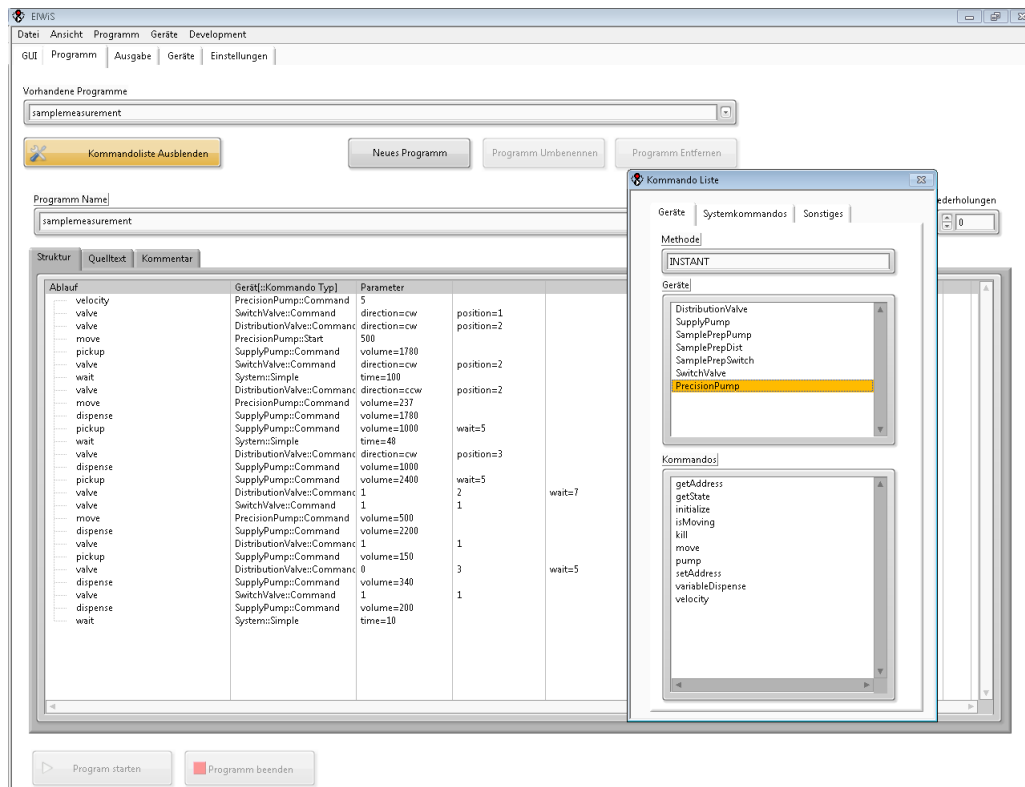 ElWiS
Datei Ansicht Programm Geräte Development
GUI Programm Ausgabe Geräte Einstellungen
Vorhandene Programme
samplemeasurement
Kommandoliste Ausblenden Neues Programm Programm Umbenennen Programm Entfernen
Programm Name
samplemeasurement
ederholungen
0
Struktur Quelltext Kommentar
Ablauf Gerät[::Kommando Typ] Parameter
velocity PrecisionPump::Command 5
valve SwitchValve::Command direction=cw position=1
valve DistributionValve::Command direction=cw position=2
move PrecisionPump::Start 500
pickup SupplyPump::Command volume=1780
valve SwitchValve::Command direction=cw position=2
wait System::Simple time=100
valve DistributionValve::Command direction=ccw position=2
move PrecisionPump::Command volume=237
dispense SupplyPump::Command volume=1780
pickup SupplyPump::Command volume=1000 wait=5
wait System::Simple time=48
valve DistributionValve::Command direction=cw position=3
dispense SupplyPump::Command volume=1000
pickup SupplyPump::Command volume=2400 wait=5
valve DistributionValve::Command 1 2 wait=7
valve SwitchValve::Command 1 1
move PrecisionPump::Command volume=500
dispense SupplyPump::Command volume=2200
valve DistributionValve::Command 1 1
pickup SupplyPump::Command volume=150
valve DistributionValve::Command 0 3 wait=5
dispense SupplyPump::Command volume=340
valve SwitchValve::Command 1 1
dispense SupplyPump::Command volume=200
wait System::Simple time=10
Program starten Programm beenden
Kommando Liste
Geräte Systemkommandos Sonstiges
Methode
INSTANT
Geräte
DistributionValve
SupplyPump
SamplePrepPump
SamplePrepDist
SamplePrepSwitch
SwitchValve
PrecisionPump
Kommandos
getAddress
getState
initialize
isMoving
kill
move
pump
setAddress
variableDispense
velocity